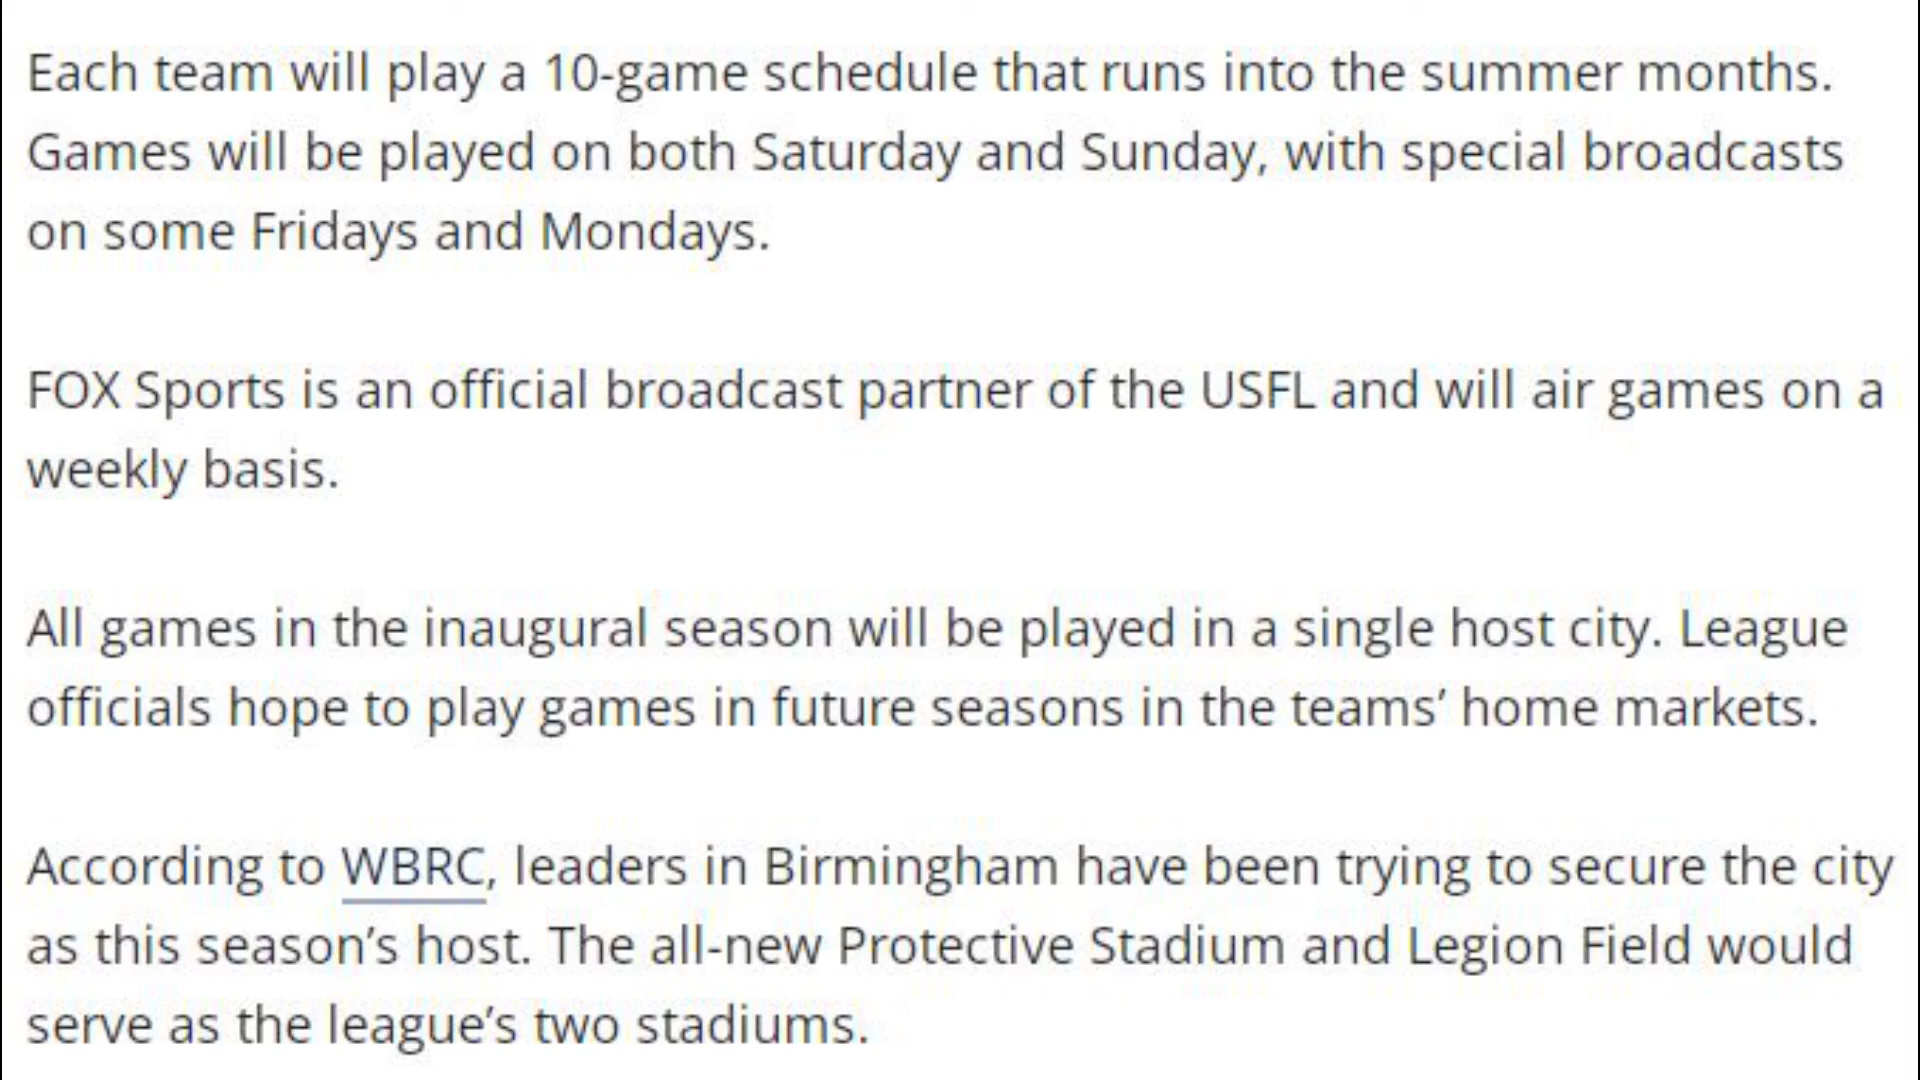 Each team will play a 10-game schedule that runs into the summer months.
Games will be played on both Saturday and Sunday, with special broadcasts
on some Fridays and Mondays.
FOX Sports is an official broadcast partner of the USFL and will air games on a
weekly basis.
All games in the inaugural season will be played in a single host city. League
officials hope to play games in future seasons in the teams’ home markets.
According to WBRC, leaders in Birmingham have been trying to secure the city
as this season’s host. The all-new Protective Stadium and Legion Field would
serve as the league’s two stadiums.